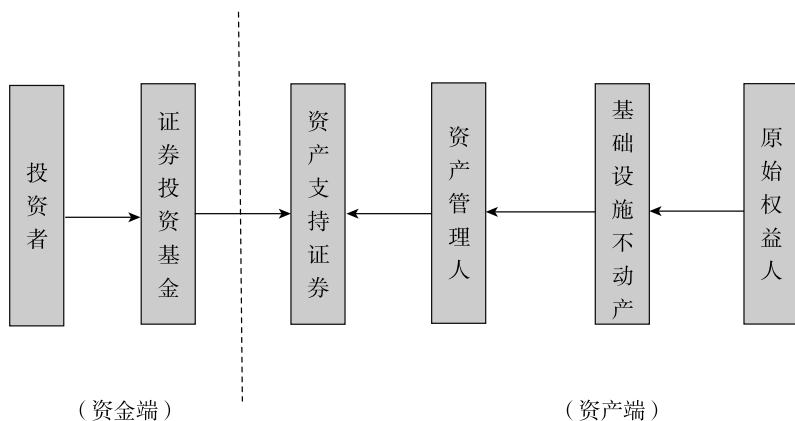 投资者
证券投资基金
资产支持证券
资产管理人
基础设施不动产
原始权益人
（资金端）
（资产端）